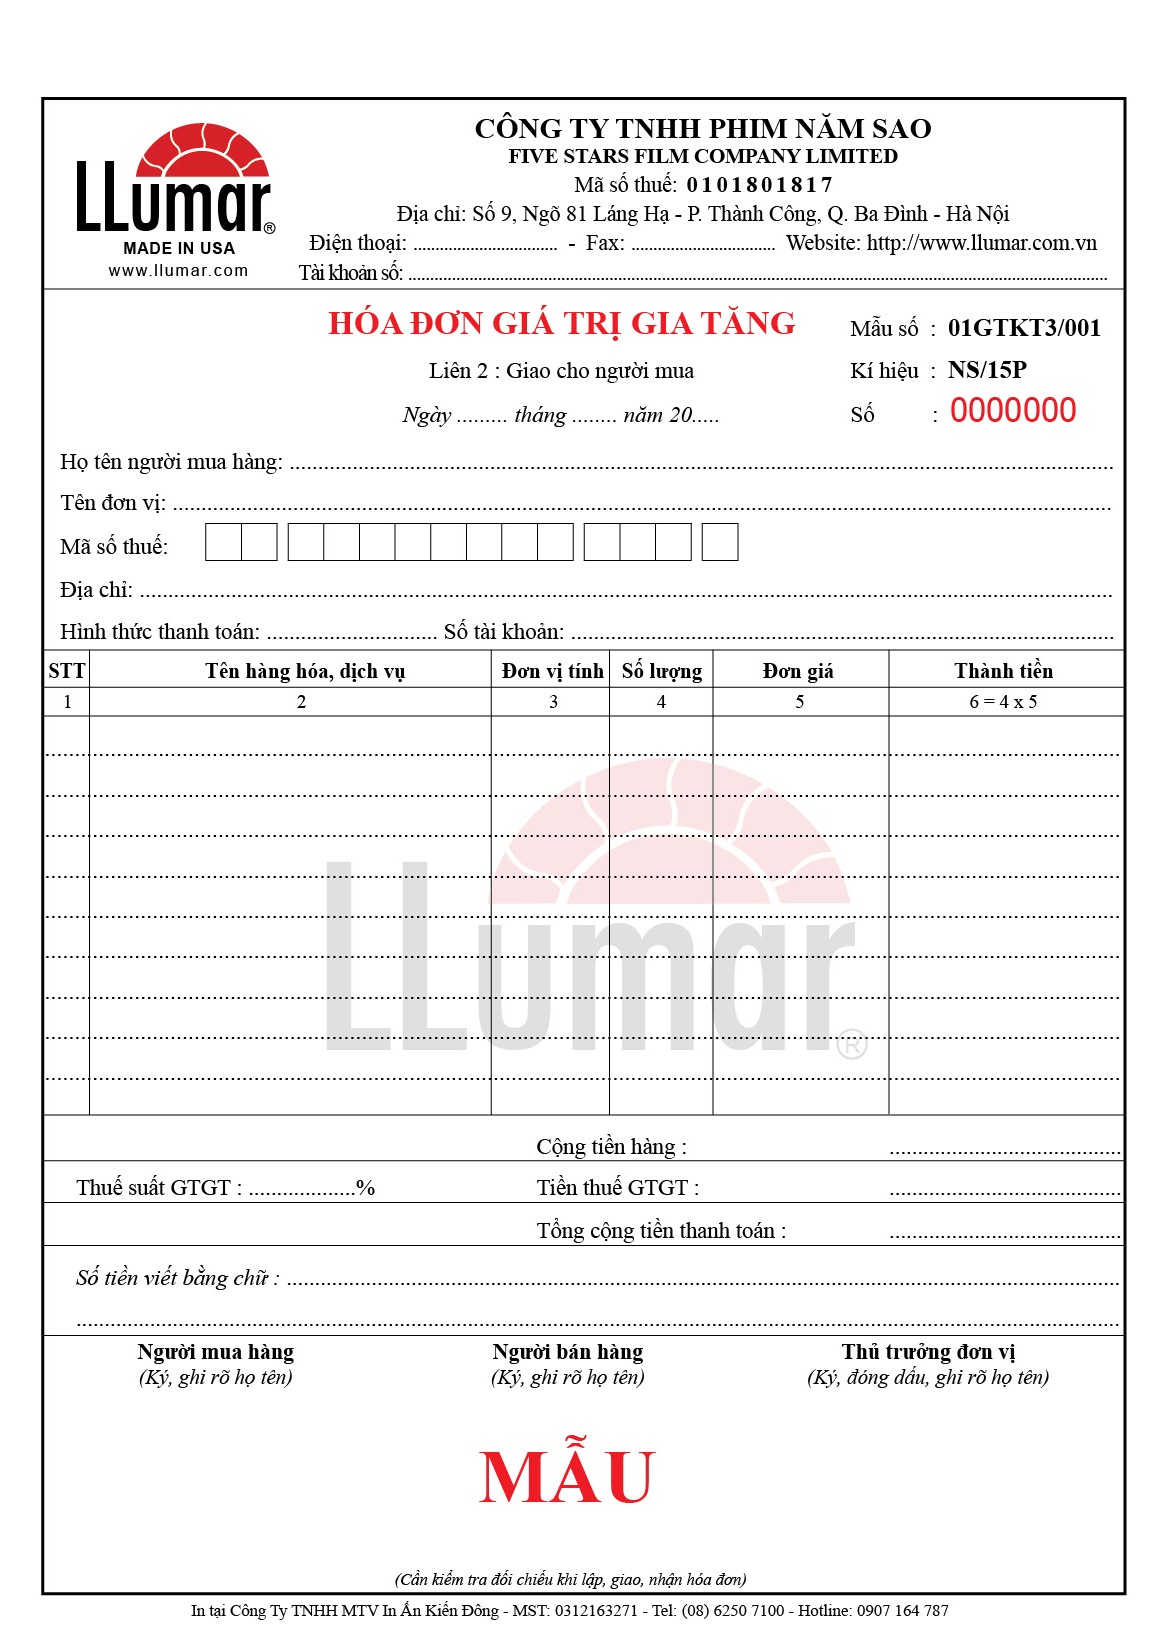 LLumar®
MADE IN USA
www.llumar.com
CÔNG TY TNHH PHIM NĂM SAO
FIVE STARS FILM COMPANY LIMITED
Mã số thuế: 0101801817
Địa chỉ: Số 9, Ngõ 81 Láng Hạ - P. Thành Công, Q. Ba Đình - Hà Nội
Điện thoại: ................................ - Fax: ................................ Website: http://www.llumar.com.vn
Tài khoản số: ................................................................
HÓA ĐƠN GIÁ TRỊ GIA TĂNG
Liên 2 : Giao cho người mua
Ngày ......... tháng ........ năm 20.....
Mẫu số : 01GTKT3/001
Kí hiệu : NS/15P
Số : 0000000
Họ tên người mua hàng: ................................................................
Tên đơn vị: ................................................................
Mã số thuế:
Địa chỉ: ................................................................
Hình thức thanh toán: .............................. Số tài khoản: ................................................................
STT Tên hàng hóa, dịch vụ Đơn vị tính Số lượng Đơn giá Thành tiền
1 2 3 4 5 6 = 4 x 5
LLumar®
Cộng tiền hàng : ........................................
Thuế suất GTGT : ...................% Tiền thuế GTGT : ........................................
Tổng cộng tiền thanh toán : ........................................
Số tiền viết bằng chữ : ................................................................
................................................................
Người mua hàng Người bán hàng Thủ trưởng đơn vị
(Ký, ghi rõ họ tên) (Ký, ghi rõ họ tên) (Ký, đóng dấu, ghi rõ họ tên)
MẪU
(Cần kiểm tra đối chiếu khi lập, giao, nhận hóa đơn)
In tại Công Ty TNHH MTV In Ấn Kiến Đông - MST: 0312163271 - Tel: (08) 6250 7100 - Hotline: 0907 164 787